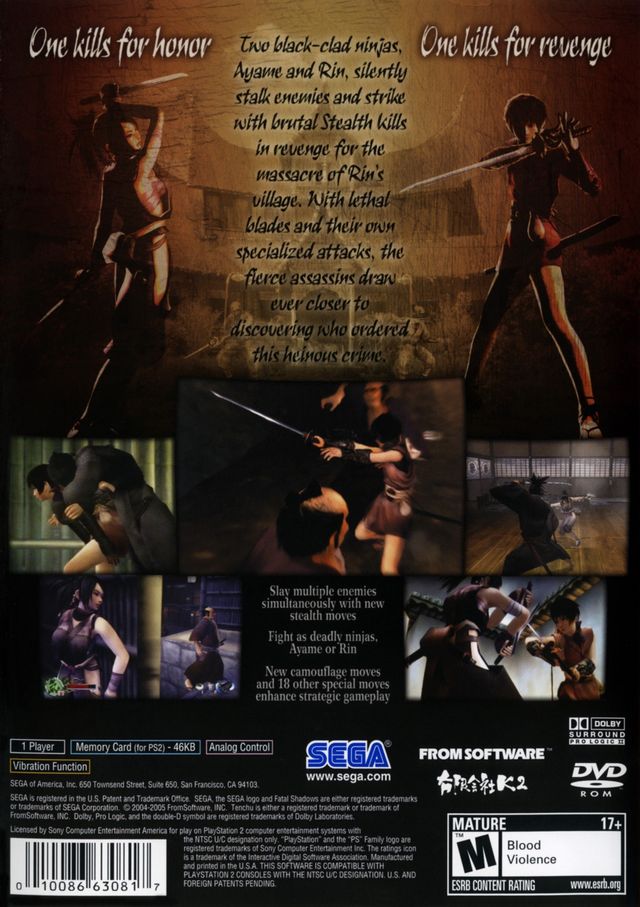 One kills for honor
Two black-clad ninjas,
Ayame and Rin, silently
stalk enemies and strike
with brutal Stealth Kills
in revenge for the
massacre of Rin's
village. With lethal
blades and their own
specialized attacks, the
fierce assassins draw
ever closer to
discovering who ordered
this heinous crime.
One kills for revenge
Slay multiple enemies
simultaneously with new
stealth moves
Fight as deadly ninjas,
Ayame or Rin
New camouflage moves
and 18 other special moves
enhance strategic gameplay
1 Player
Memory Card (for PS2) - 46KB
Analog Control
Vibration Function
SEGA
www.sega.com
FROM SOFTWARE™
有限会社K2
DOLBY
SURROUND
PRO LOGIC II
DVD
ROM
SEGA of America, Inc. 650 Townsend Street, Suite 650, San Francisco, CA 94103.
SEGA is registered in the U.S. Patent and Trademark Office. SEGA, the SEGA logo and Fatal Shadows are either registered trademarks
or trademarks of SEGA Corporation. © 2004-2005 FromSoftware, INC. Tenchu is either a registered trademark or trademark of
FromSoftware, INC. Dolby, Pro Logic, and the double-D symbol are registered trademarks of Dolby Laboratories.
Licensed by Sony Computer Entertainment America for play on PlayStation 2 computer entertainment systems with
the NTSC U/C designation only. "PlayStation" and the "PS" Family logo are
registered trademarks of Sony Computer Entertainment Inc. The ratings icon
is a trademark of the Interactive Digital Software Association. Manufactured
and printed in the U.S.A. THIS SOFTWARE IS COMPATIBLE WITH
PLAYSTATION 2 CONSOLES WITH THE NTSC U/C DESIGNATION. U.S. AND
FOREIGN PATENTS PENDING.
0 10086 63081 7
MATURE 17+
M
TM
Blood
Violence
ESRB CONTENT RATING www.esrb.org